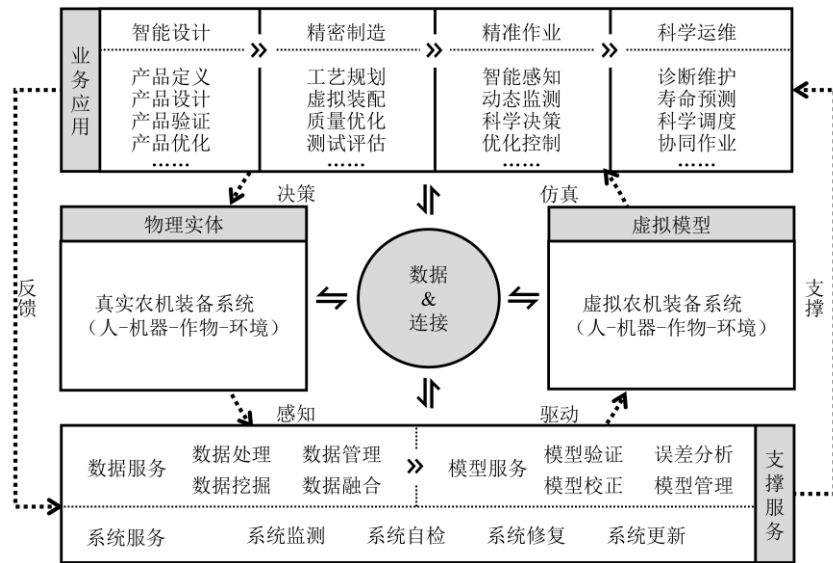 业务应用
智能设计
产品定义
产品设计
产品验证
产品优化
……
精密制造
工艺规划
虚拟装配
质量优化
测试评估
……
精准作业
智能感知
动态监测
科学决策
优化控制
……
科学运维
诊断维护
寿命预测
科学调度
协同作业
……
决策
仿真
物理实体
真实农机装备系统
（人-机器-作物-环境）
数据
&
连接
虚拟模型
虚拟农机装备系统
（人-机器-作物-环境）
反馈
支撑
感知
驱动
数据服务
数据处理 数据管理
数据挖掘 数据融合
模型服务
模型验证 误差分析
模型校正 模型管理
系统服务 系统监测 系统自检 系统修复 系统更新
支撑服务